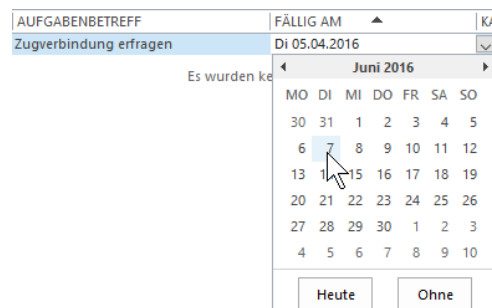 AUFGABENBETREFF FÄLLIG AM KA
Zugverbindung erfragen Di 05.04.2016
Es wurden ke
Juni 2016
MO DI MI DO FR SA SO
30 31 1 2 3 4 5
6 7 8 9 10 11 12
13 15 16 17 18 19
20 21 22 23 24 25 26
27 28 29 30 1 2 3
4 5 6 7 8 9 10
Heute Ohne